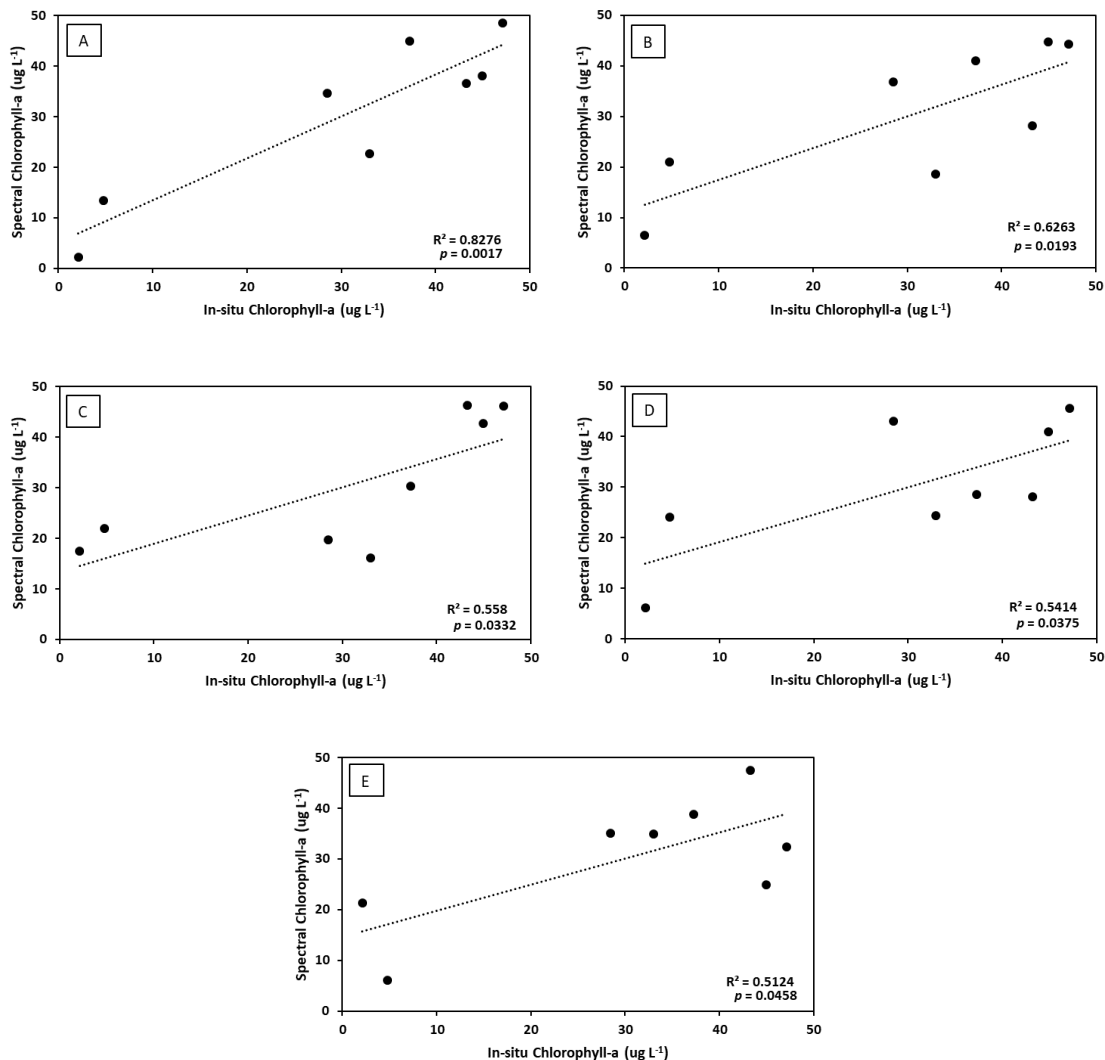 A
50
40
30
20
10
0
Spectral Chlorophyll-a (ug L⁻¹)
R² = 0.8276
p = 0.0017
0 10 20 30 40 50
In-situ Chlorophyll-a (ug L⁻¹)
B
50
40
30
20
10
0
Spectral Chlorophyll-a (ug L⁻¹)
R² = 0.6263
p = 0.0193
0 10 20 30 40 50
In-situ Chlorophyll-a (ug L⁻¹)
C
50
40
30
20
10
0
Spectral Chlorophyll-a (ug L⁻¹)
R² = 0.558
p = 0.0332
0 10 20 30 40 50
In-situ Chlorophyll-a (ug L⁻¹)
D
50
40
30
20
10
0
Spectral Chlorophyll-a (ug L⁻¹)
R² = 0.5414
p = 0.0375
0 10 20 30 40 50
In-situ Chlorophyll-a (ug L⁻¹)
E
50
40
30
20
10
0
Spectral Chlorophyll-a (ug L⁻¹)
R² = 0.5124
p = 0.0458
0 10 20 30 40 50
In-situ Chlorophyll-a (ug L⁻¹)